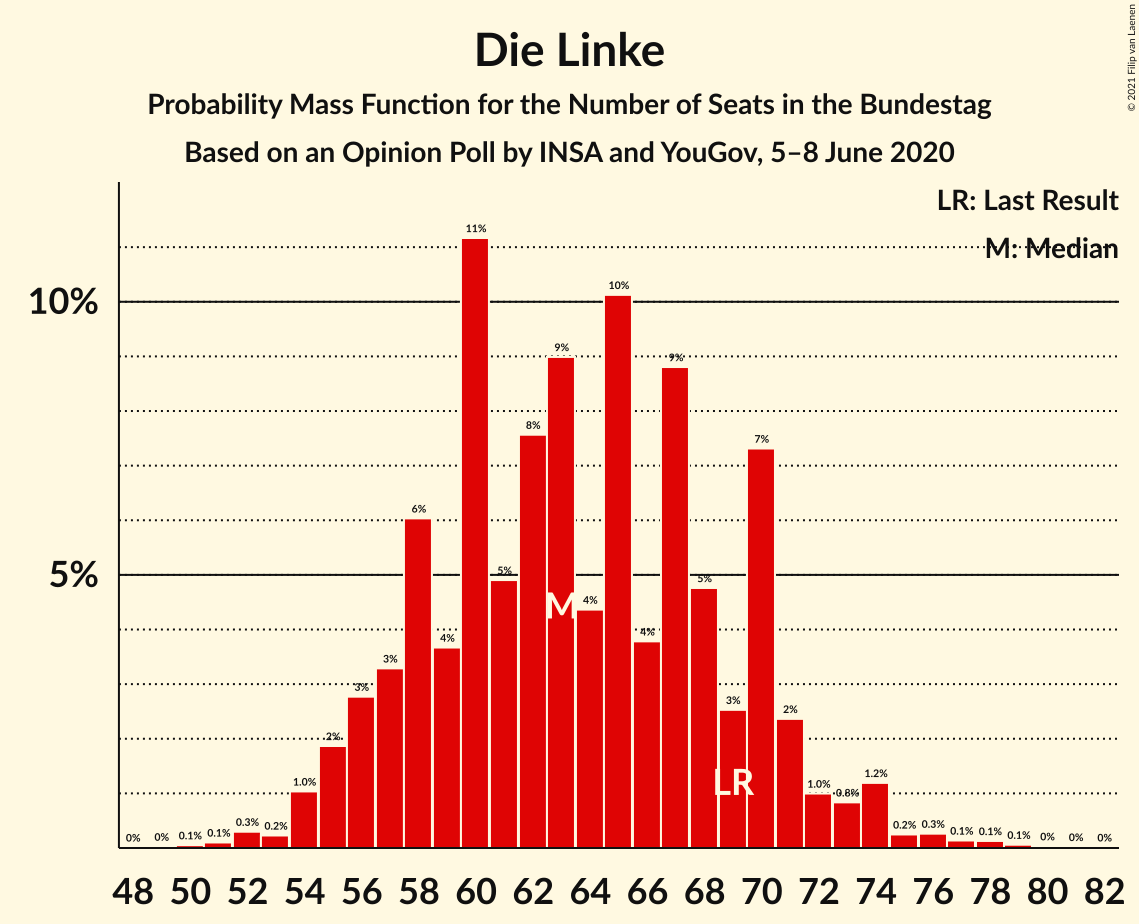 © 2021 Filip van Laenen
Die Linke
Probability Mass Function for the Number of Seats in the Bundestag
Based on an Opinion Poll by INSA and YouGov, 5–8 June 2020
LR: Last Result
M: Median
10%
5%
0% 0% 0.1% 0.1% 0.3% 0.2% 1.0% 2% 3% 3% 6% 4% 11% 5% 8% 9% 4% 10% 4% 9% 5% 3% 7% 2% 1.0% 0.8% 1.2% 0.2% 0.3% 0.1% 0.1% 0.1% 0% 0% 0%
M
LR
48 50 52 54 56 58 60 62 64 66 68 70 72 74 76 78 80 82